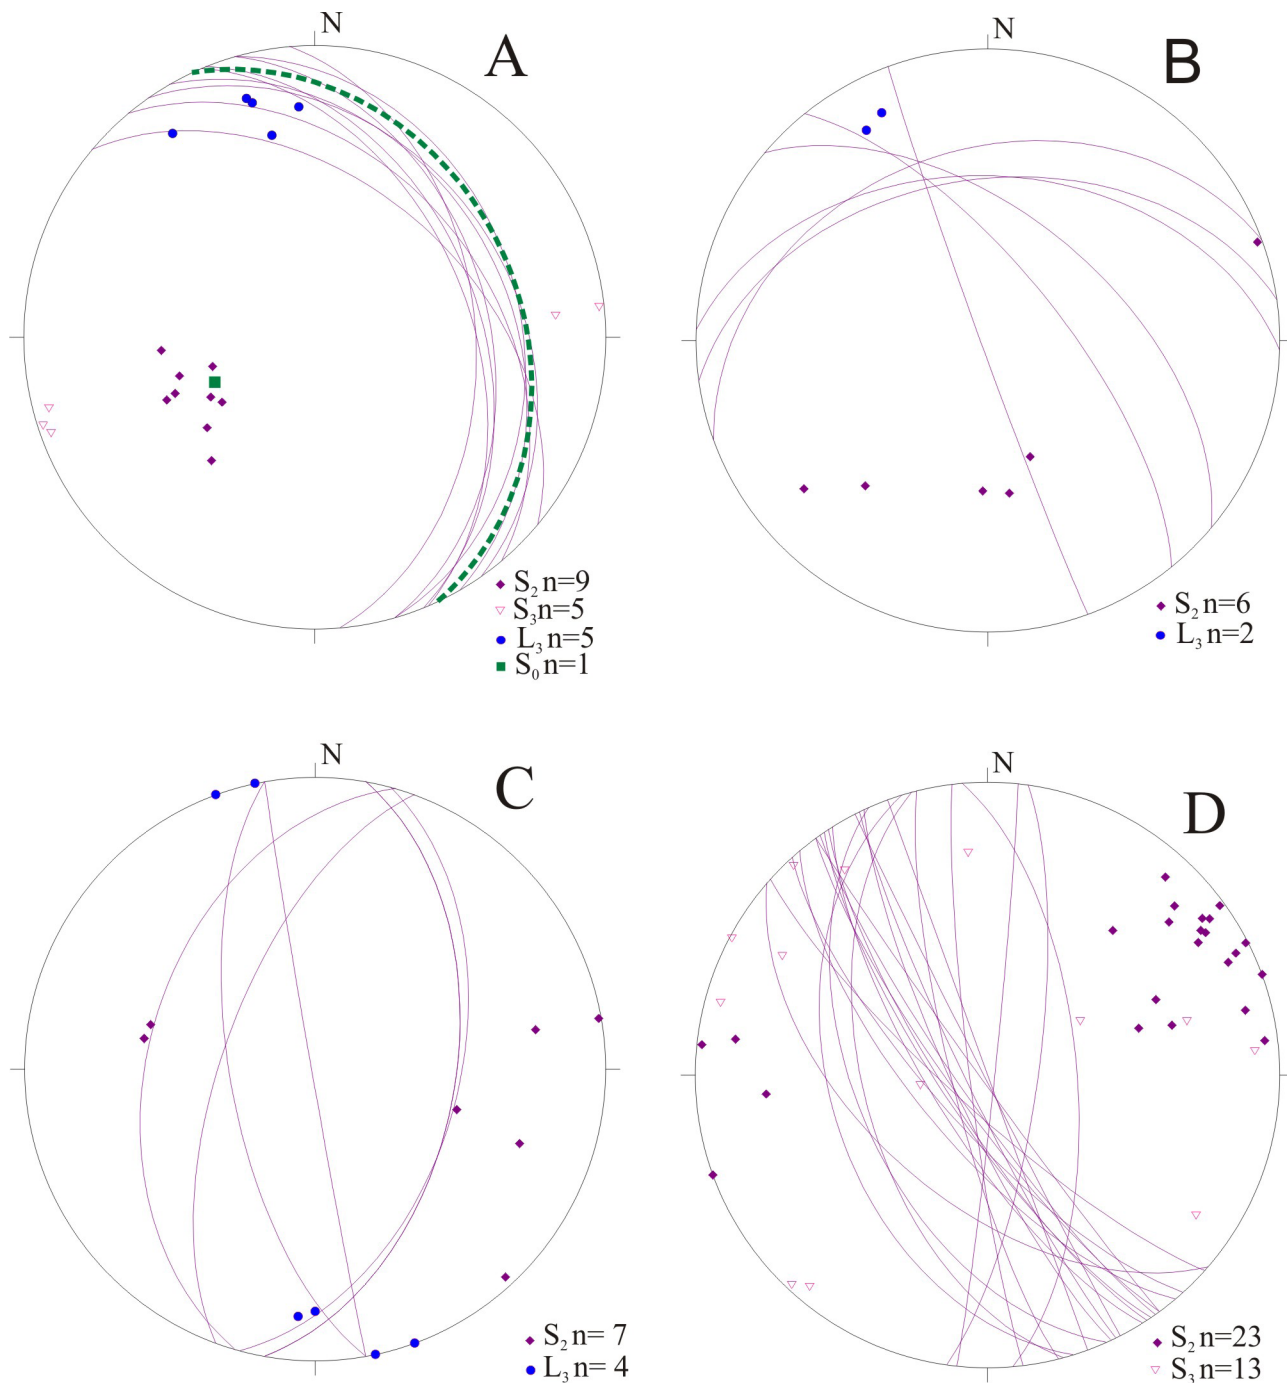 N
A
S₂ n=9
S₃ n=5
L₃ n=5
S₀ n=1
N
B
S₂ n=6
L₃ n=2
N
C
S₂ n= 7
L₃ n= 4
N
D
S₂ n=23
S₃ n=13